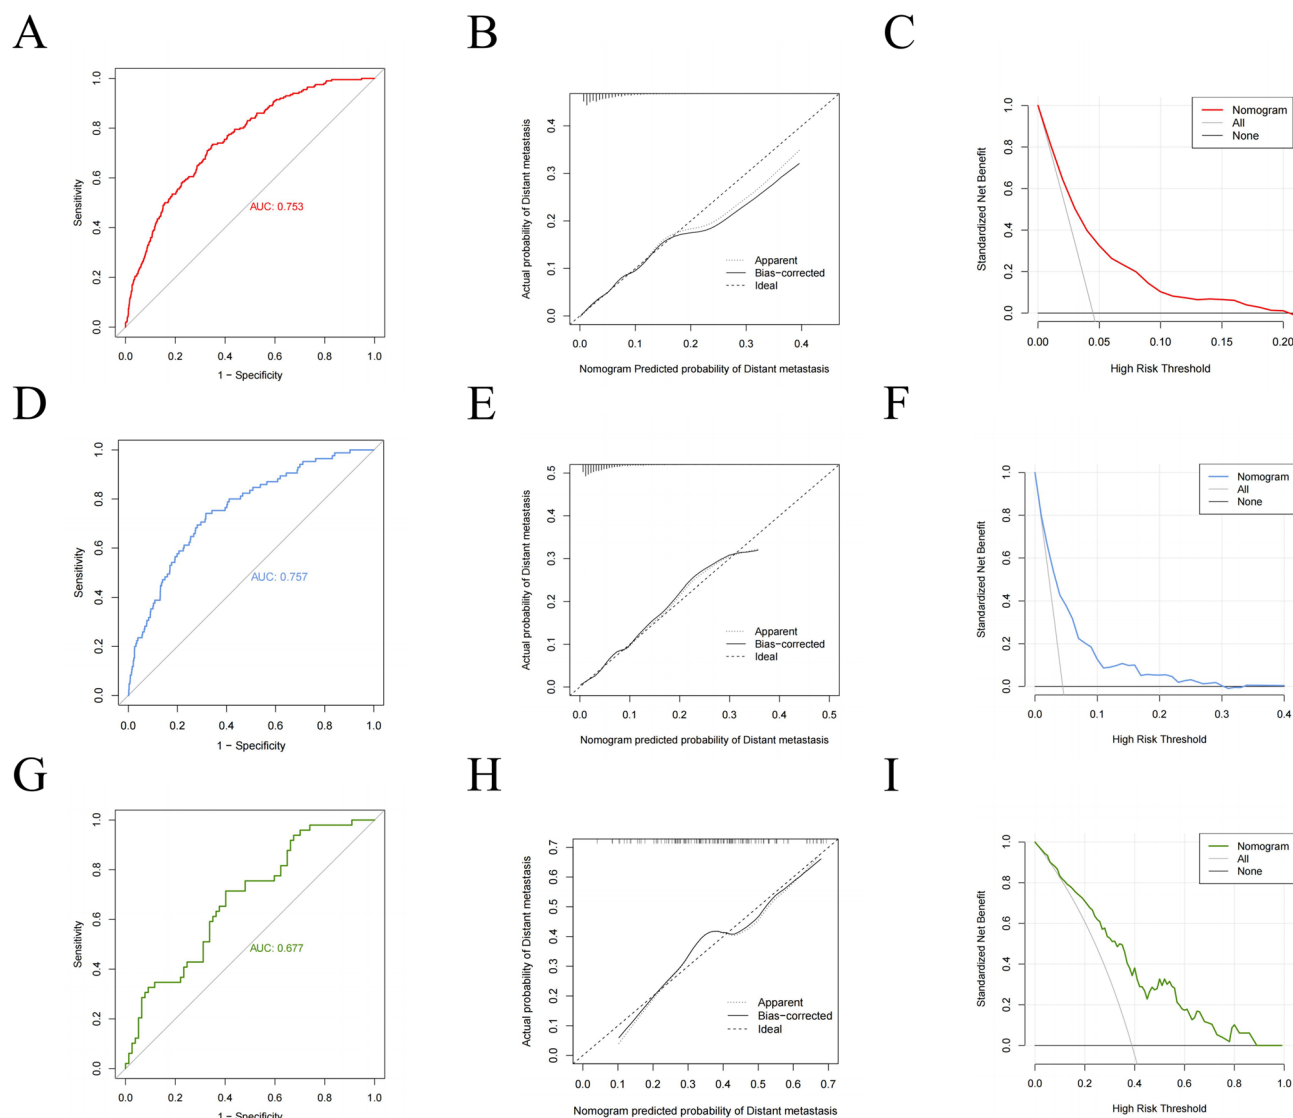 A
B
C
Sensitivity
0.0 0.2 0.4 0.6 0.8 1.0
AUC: 0.753
0.0 0.2 0.4 0.6 0.8 1.0
1 − Specificity
Actual probability of Distant metastasis
0.0 0.1 0.2 0.3 0.4
Apparent
Bias−corrected
Ideal
0.0 0.1 0.2 0.3 0.4
Nomogram Predicted probability of Distant metastasis
Standardized Net Benefit
0.0 0.2 0.4 0.6 0.8 1.0
Nomogram
All
None
0.00 0.05 0.10 0.15 0.20
High Risk Threshold
D
E
F
Sensitivity
0.0 0.2 0.4 0.6 0.8 1.0
AUC: 0.757
0.0 0.2 0.4 0.6 0.8 1.0
1 − Specificity
Actual probability of Distant metastasis
0.0 0.1 0.2 0.3 0.4 0.5
Apparent
Bias−corrected
Ideal
0.0 0.1 0.2 0.3 0.4 0.5
Nomogram predicted probability of Distant metastasis
Standardized Net Benefit
0.0 0.2 0.4 0.6 0.8 1.0
Nomogram
All
None
0.0 0.1 0.2 0.3 0.4
High Risk Threshold
G
H
I
Sensitivity
0.0 0.2 0.4 0.6 0.8 1.0
AUC: 0.677
0.0 0.2 0.4 0.6 0.8 1.0
1 − Specificity
Actual probability of Distant metastasis
0.0 0.1 0.2 0.3 0.4 0.5 0.6 0.7
Apparent
Bias−corrected
Ideal
0.0 0.1 0.2 0.3 0.4 0.5 0.6 0.7
Nomogram predicted probability of Distant metastasis
Standardized Net Benefit
0.0 0.2 0.4 0.6 0.8 1.0
Nomogram
All
None
0.0 0.2 0.4 0.6 0.8 1.0
High Risk Threshold